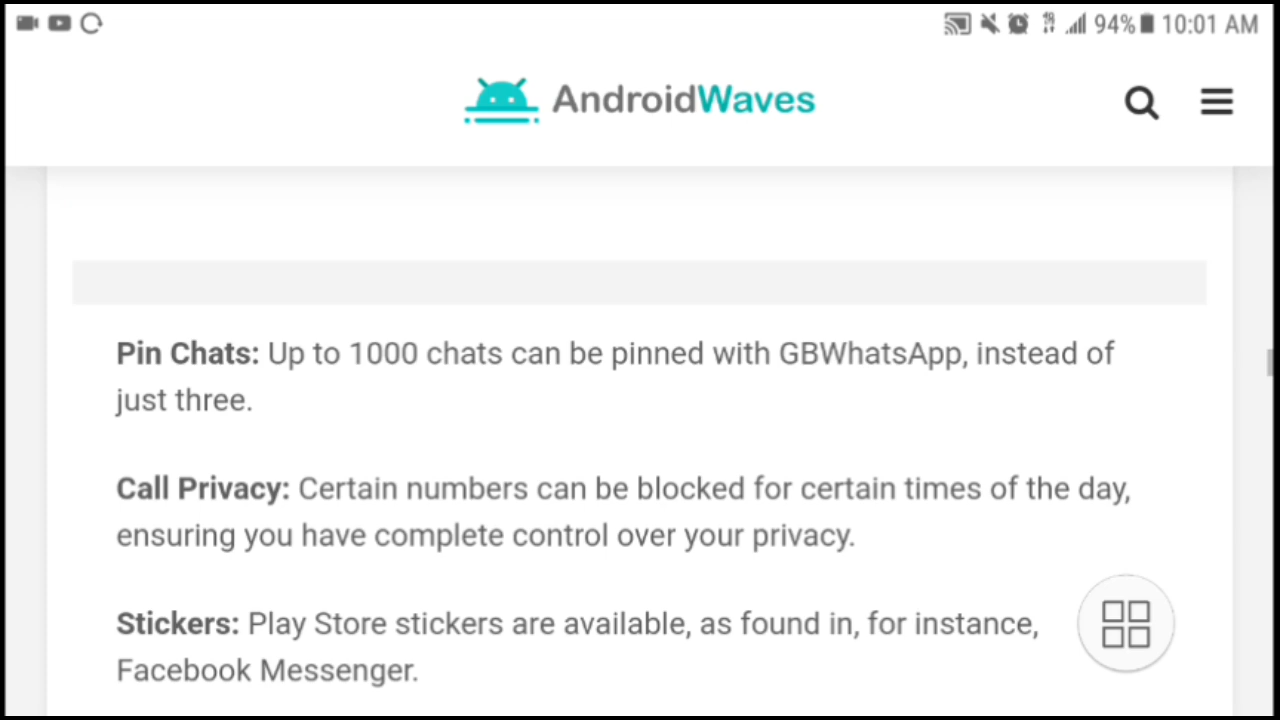 94% 10:01 AM
AndroidWaves
Pin Chats: Up to 1000 chats can be pinned with GBWhatsApp, instead of
just three.
Call Privacy: Certain numbers can be blocked for certain times of the day,
ensuring you have complete control over your privacy.
Stickers: Play Store stickers are available, as found in, for instance,
Facebook Messenger.